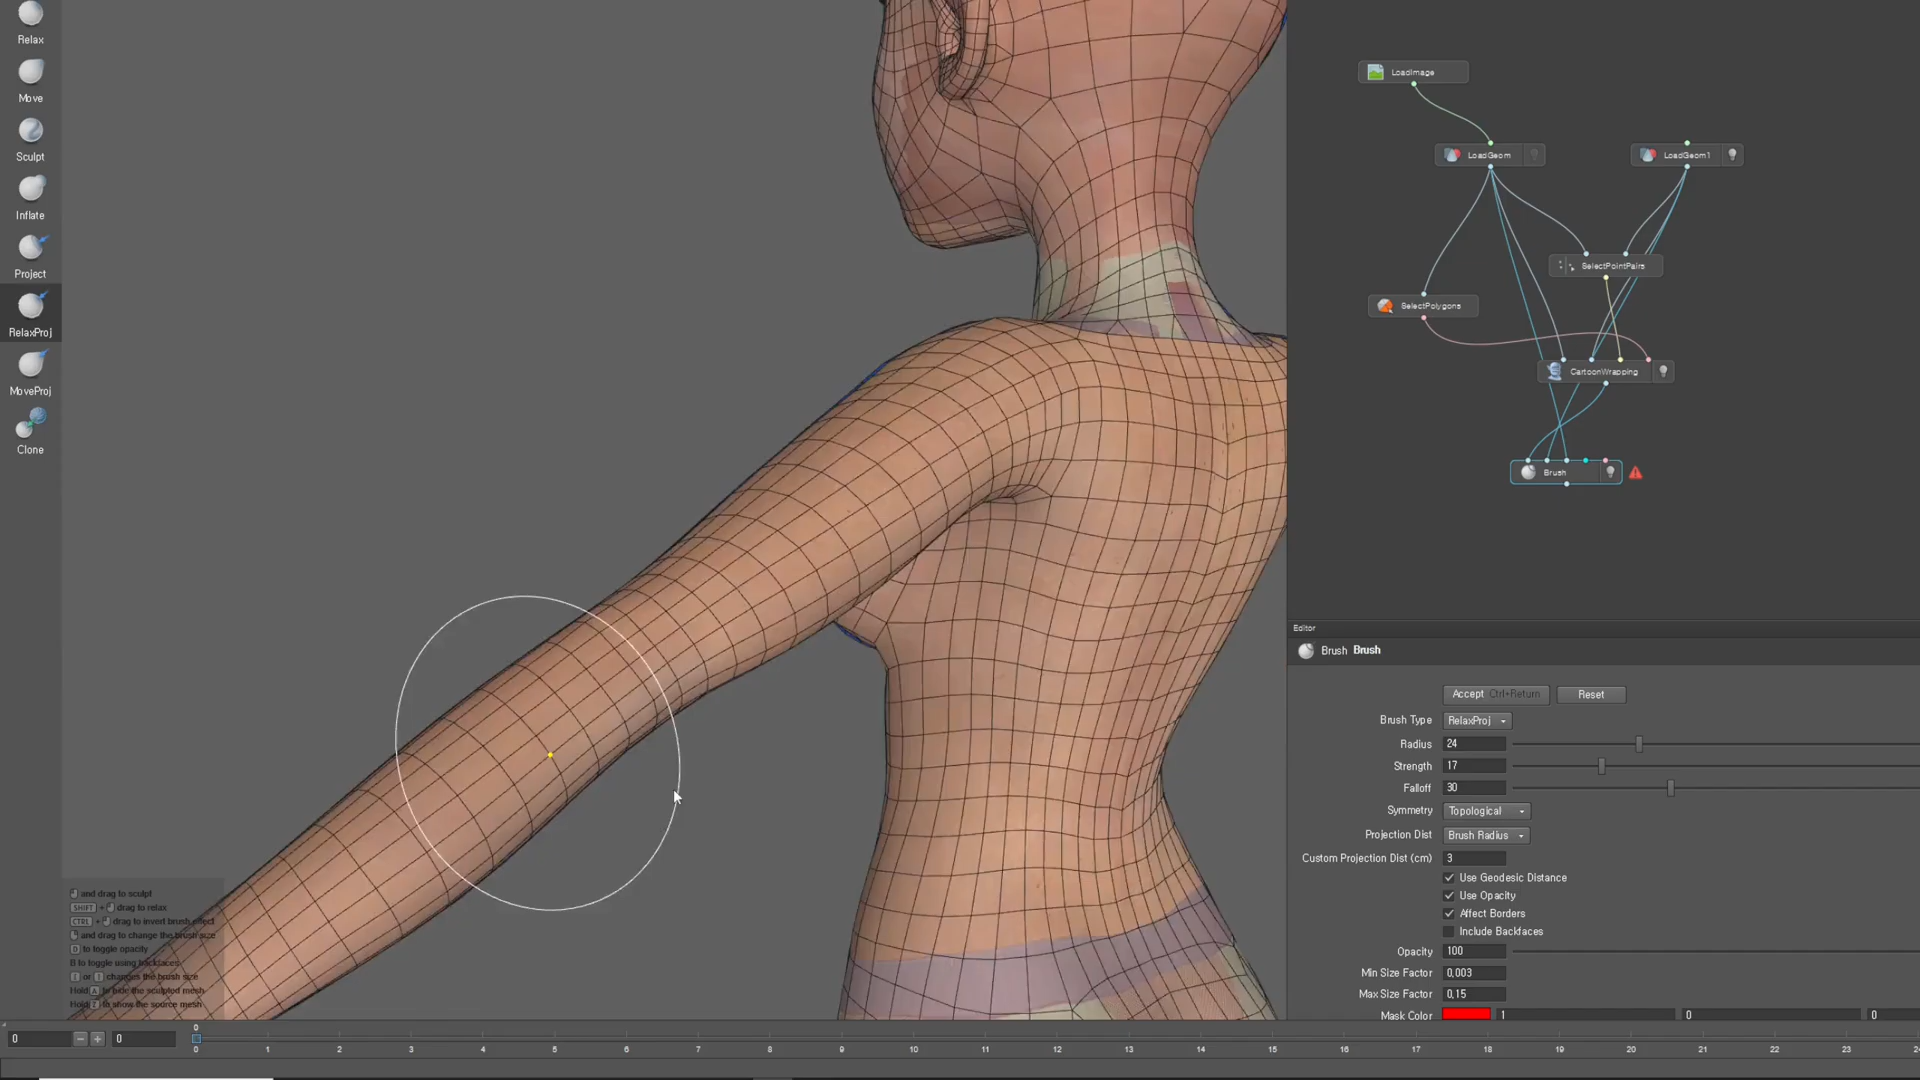 Relax
Move
Sculpt
Inflate
Project
RelaxProj
MoveProj
Clone
LoadImage
LoadGeom
LoadGeom1
SelectPointPairs
SelectPolygons
CartoonWrapping
Brush
Editor
Brush Brush
Accept Ctrl+Return Reset
Brush Type RelaxProj
Radius 24
Strength 17
Falloff 30
Symmetry Topological
Projection Dist Brush Radius
Custom Projection Dist (cm) 3
Use Geodesic Distance
Use Opacity
Affect Borders
Include Backfaces
Opacity 100
Min Size Factor 0,003
Max Size Factor 0,15
Mask Color 1 0 0
and drag to sculpt
SHIFT + drag to relax
CTRL + drag to invert brush effect
and drag to change the brush size
to toggle opacity
B to toggle using backfaces
[ or ] changes the brush size
Hold A to hide the sculpted mesh
Hold to show the source mesh
0 − + 0 0
0 1 2 3 4 5 6 7 8 9 10 11 12 13 14 15 16 17 18 19 20 21 22 23